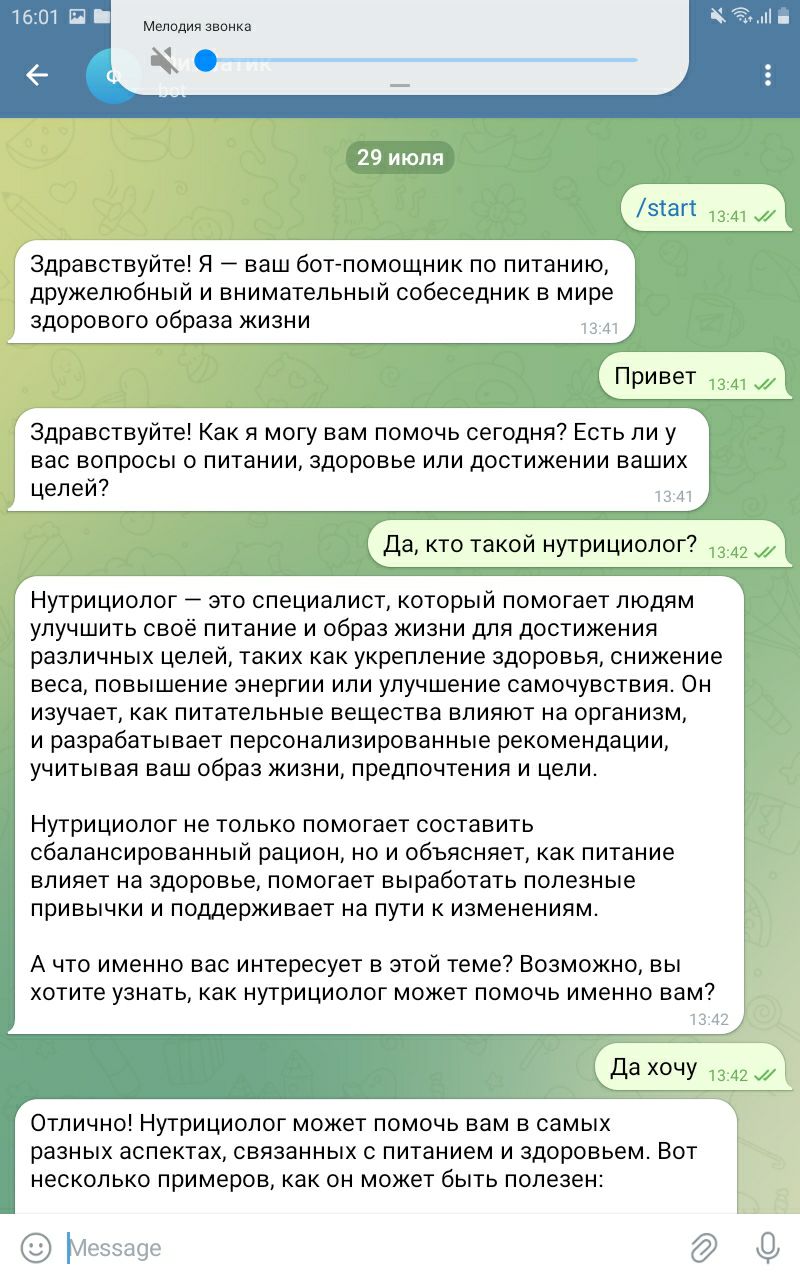 16:01
Мелодия звонка
Ф
bot
29 июля
/start 13:41
Здравствуйте! Я — ваш бот-помощник по питанию,
дружелюбный и внимательный собеседник в мире
здорового образа жизни
13:41
Привет 13:41
Здравствуйте! Как я могу вам помочь сегодня? Есть ли у
вас вопросы о питании, здоровье или достижении ваших
целей?
13:41
Да, кто такой нутрициолог? 13:42
Нутрициолог — это специалист, который помогает людям
улучшить своё питание и образ жизни для достижения
различных целей, таких как укрепление здоровья, снижение
веса, повышение энергии или улучшение самочувствия. Он
изучает, как питательные вещества влияют на организм,
и разрабатывает персонализированные рекомендации,
учитывая ваш образ жизни, предпочтения и цели.
Нутрициолог не только помогает составить
сбалансированный рацион, но и объясняет, как питание
влияет на здоровье, помогает выработать полезные
привычки и поддерживает на пути к изменениям.
А что именно вас интересует в этой теме? Возможно, вы
хотите узнать, как нутрициолог может помочь именно вам?
13:42
Да хочу 13:42
Отлично! Нутрициолог может помочь вам в самых
разных аспектах, связанных с питанием и здоровьем. Вот
несколько примеров, как он может быть полезен:
Message